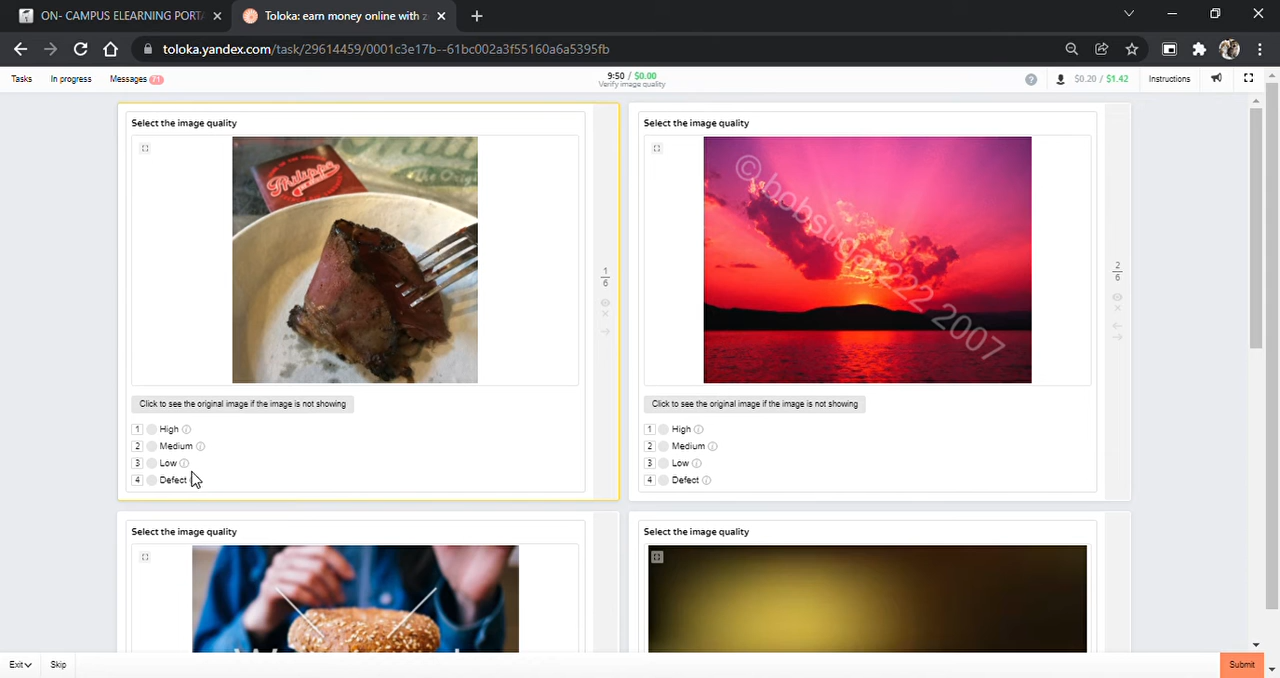 ON- CAMPUS ELEARNING PORTA
Toloka: earn money online with z
toloka.yandex.com/task/29614459/0001c3e17b--61bc002a3f55160a6a5395fb
Tasks In progress Messages 71
9:50 / $0.00
Verify image quality
$0.20 / $1.42 Instructions
Select the image quality
Philippe
the Origi
1
6
Click to see the original image if the image is not showing
1 High
2 Medium
3 Low
4 Defect
Select the image quality
© bobsugar222 2007
2
6
Click to see the original image if the image is not showing
1 High
2 Medium
3 Low
4 Defect
Select the image quality
Select the image quality
Exit Skip Submit